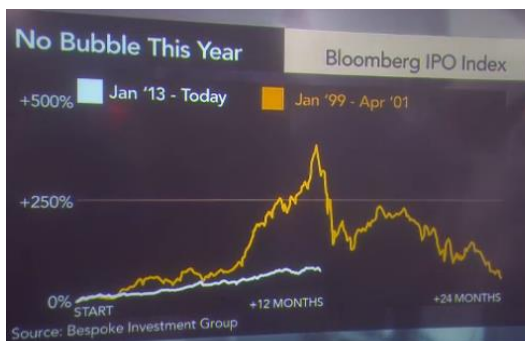 No Bubble This Year
Bloomberg IPO Index
+500%
Jan '13 - Today
Jan '99 - Apr '01
+250%
0%
START
+12 MONTHS
+24 MONTHS
Source: Bespoke Investment Group